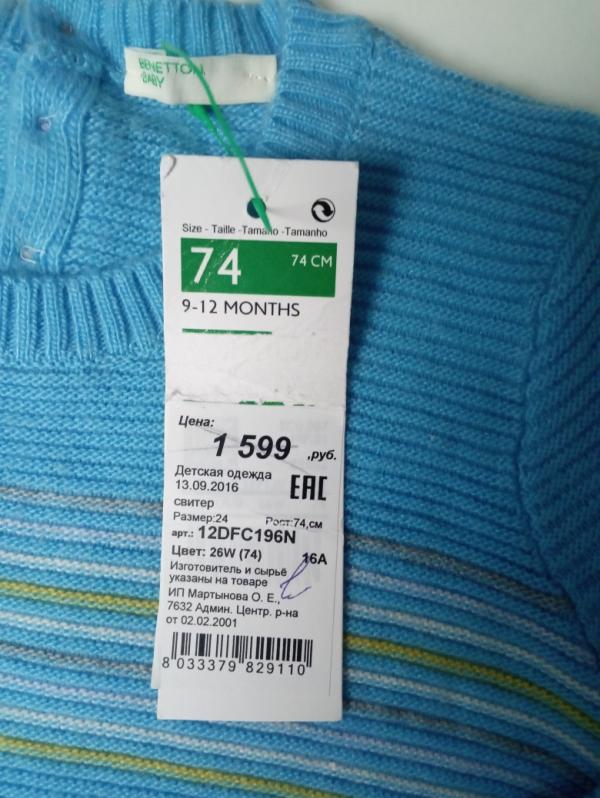 BENETTON
BABY
Size - Taille -Tamaño -Tamanho
74 74 CM
9-12 MONTHS
Цена:
1 599 ,руб.
Детская одежда
13.09.2016
EAC
свитер
Размер:24 Рост:74,см
арт.: 12DFC196N
Цвет: 26W (74) 16A
Изготовитель и сырьё
указаны на товаре
ИП Мартынова О. Е.,
7632 Админ. Центр. р-на
от 02.02.2001
8 033379 829110